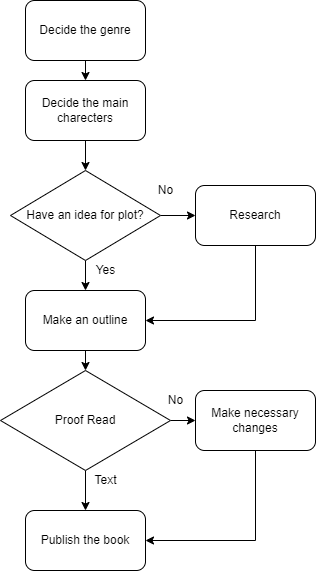 Decide the genre
Decide the main
charecters
Have an idea for plot?
No
Research
Yes
Make an outline
Proof Read
No
Make necessary
changes
Text
Publish the book